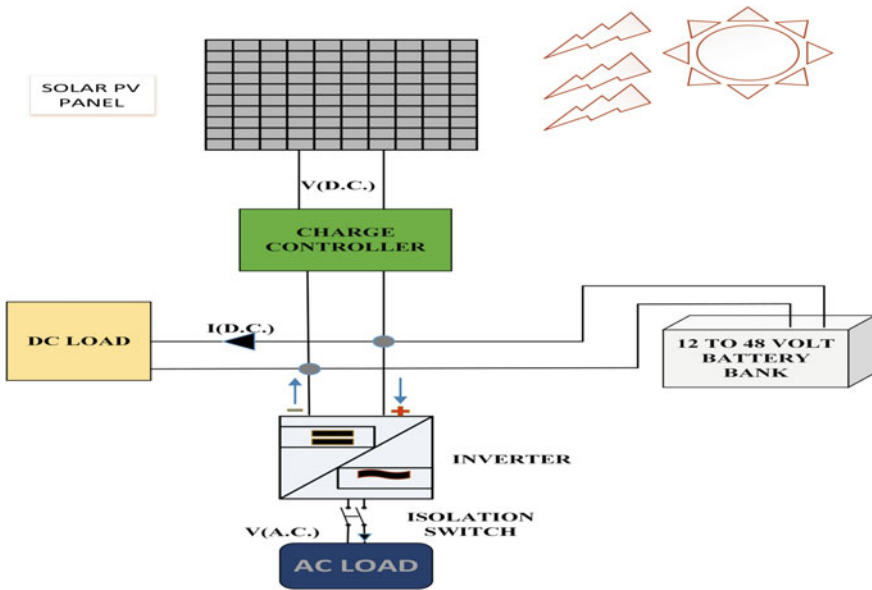 SOLAR PV
PANEL
V(D.C.)
CHARGE
CONTROLLER
I(D.C.)
DC LOAD
12 TO 48 VOLT
BATTERY
BANK
− +
INVERTER
ISOLATION
SWITCH
V(A.C.)
AC LOAD